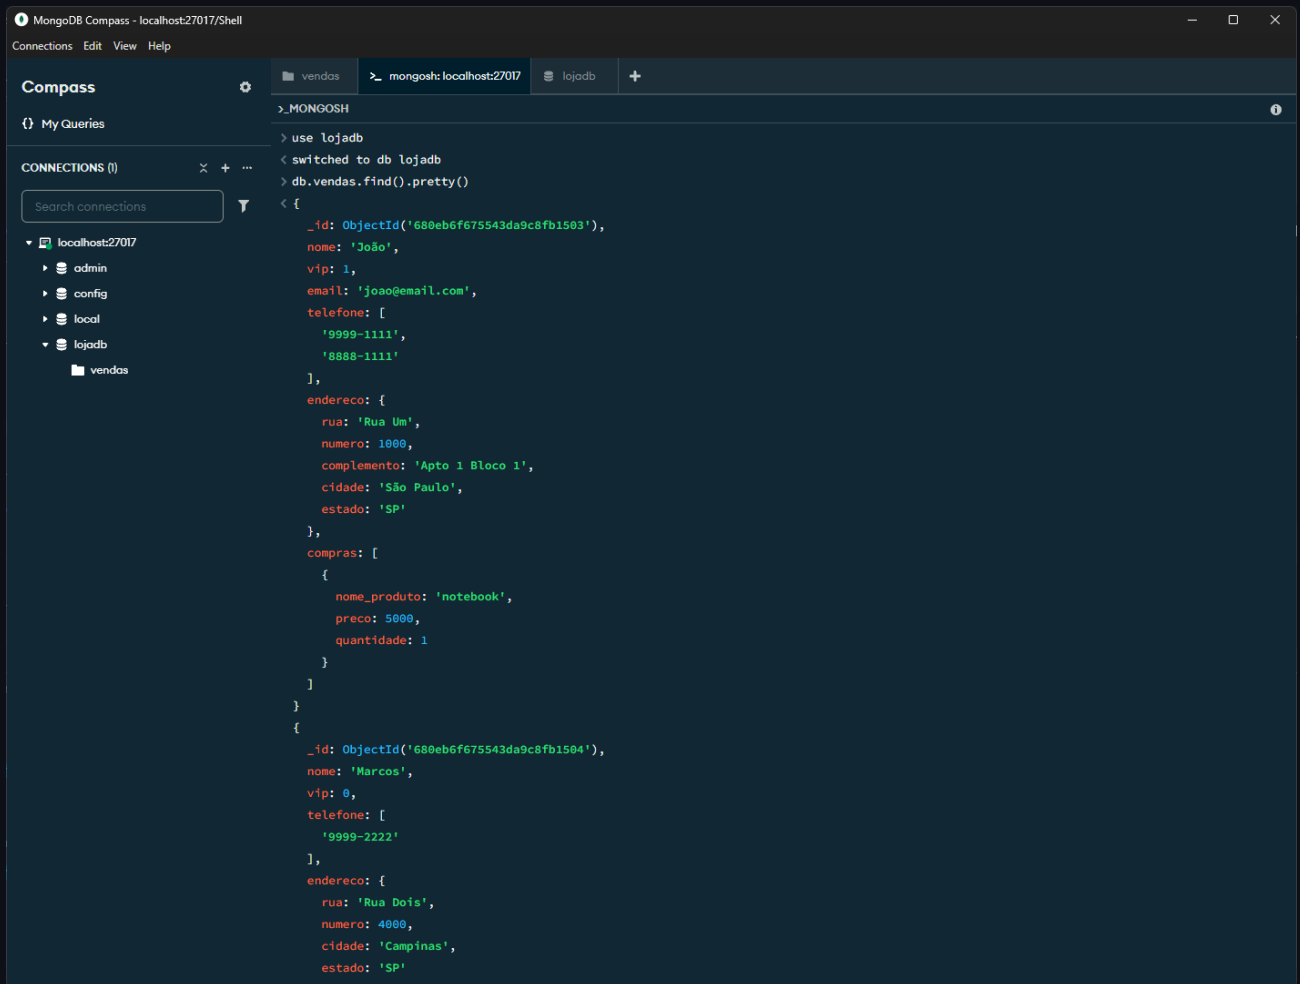 MongoDB Compass - localhost:27017/Shell
Connections Edit View Help
Compass
{} My Queries
CONNECTIONS (1)
Search connections
localhost:27017
admin
config
local
lojadb
vendas
vendas
>_ mongosh: localhost:27017
lojadb
>_MONGOSH
> use lojadb
< switched to db lojadb
> db.vendas.find().pretty()
< {
_id: ObjectId('680eb6f675543da9c8fb1503'),
nome: 'João',
vip: 1,
email: 'joao@email.com',
telefone: [
'9999-1111',
'8888-1111'
],
endereco: {
rua: 'Rua Um',
numero: 1000,
complemento: 'Apto 1 Bloco 1',
cidade: 'São Paulo',
estado: 'SP'
},
compras: [
{
nome_produto: 'notebook',
preco: 5000,
quantidade: 1
}
]
}
{
_id: ObjectId('680eb6f675543da9c8fb1504'),
nome: 'Marcos',
vip: 0,
telefone: [
'9999-2222'
],
endereco: {
rua: 'Rua Dois',
numero: 4000,
cidade: 'Campinas',
estado: 'SP'